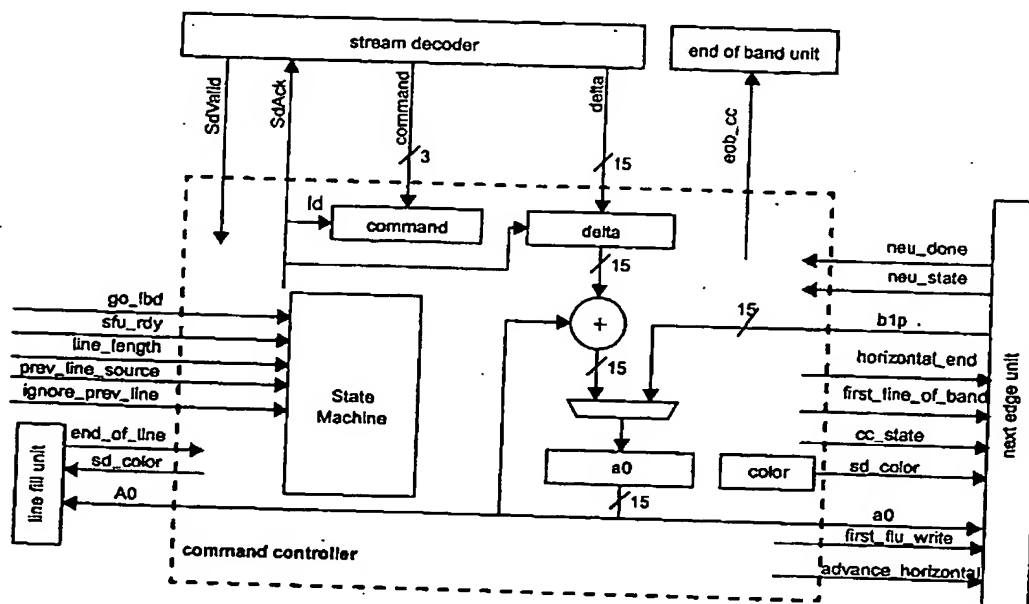 stream decoder
end of band unit
SdValid
SdAck
command
delta
eob_cc
3
15
ld
command
delta
neu_done
neu_state
15
15
b1p
go_fbd
sfu_rdy
line_length
prev_line_source
ignore_prev_line
+
15
horizontal_end
first_line_of_band
State
Machine
cc_state
next edge unit
line fill unit
end_of_line
sd_color
a0
color
sd_color
A0
15
a0
command controller
first_flu_write
advance_horizontal